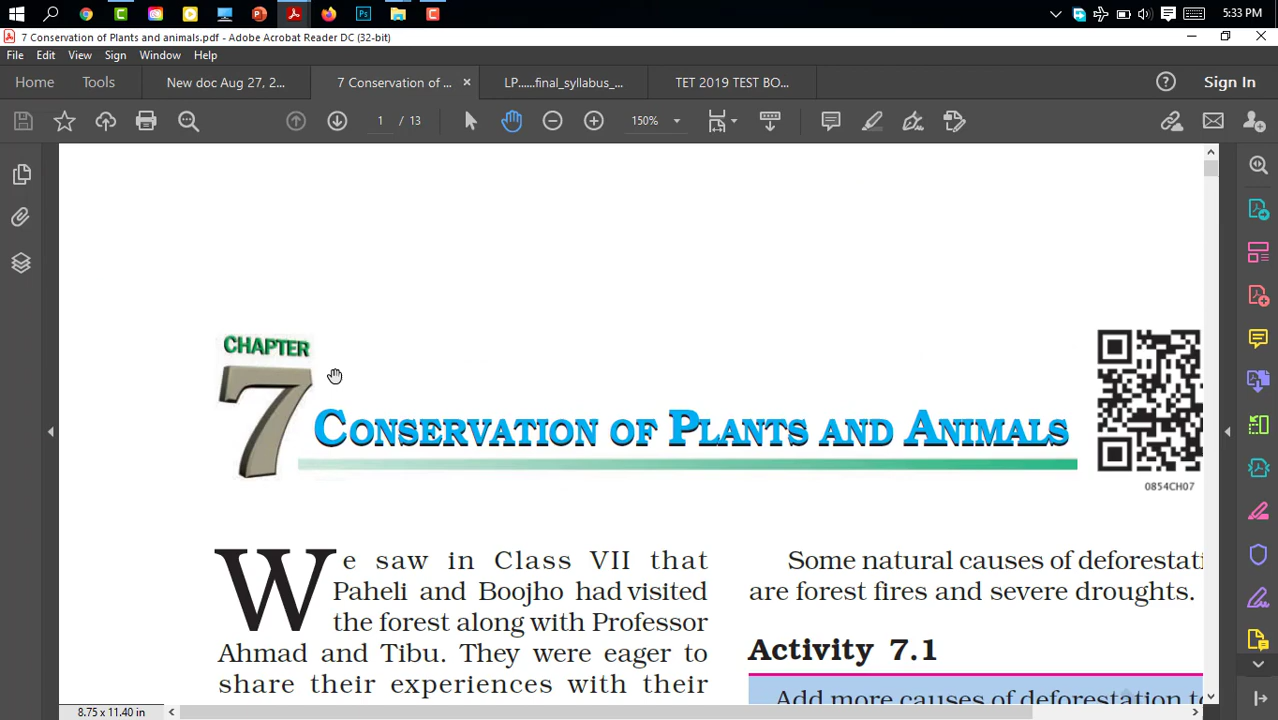 5:33 PM
7 Conservation of Plants and animals.pdf - Adobe Acrobat Reader DC (32-bit)
File Edit View Sign Window Help
Home Tools New doc Aug 27, 2... 7 Conservation of ... × LP......final_syllabus_... TET 2019 TEST BO... Sign In
1 / 13 150%
CHAPTER
7
CONSERVATION OF PLANTS AND ANIMALS
0854CH07
We saw in Class VII that
Paheli and Boojho had visited
the forest along with Professor
Ahmad and Tibu. They were eager to
share their experiences with their
Some natural causes of deforestati
are forest fires and severe droughts.
Activity 7.1
Add more causes of deforestation to
8.75 x 11.40 in